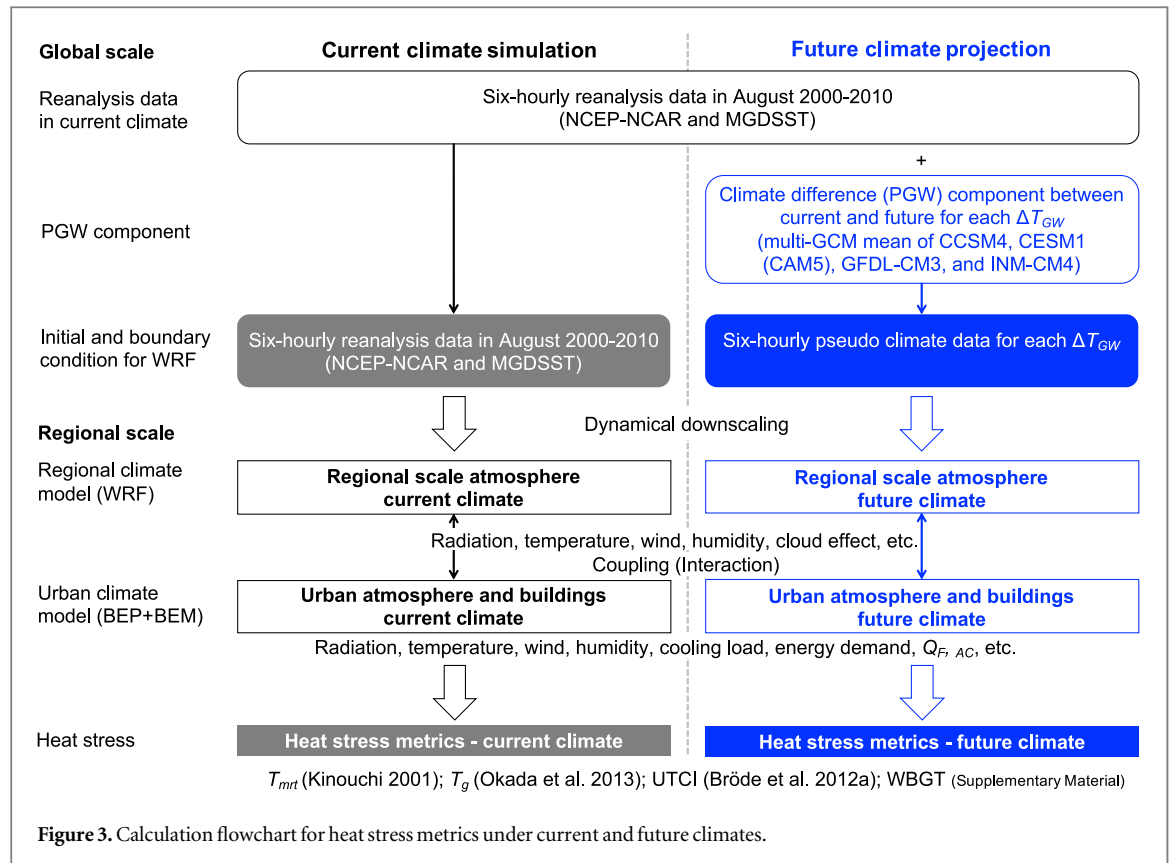 Global scale
Current climate simulation
Future climate projection
Reanalysis data
in current climate
Six-hourly reanalysis data in August 2000-2010
(NCEP-NCAR and MGDSST)
+
PGW component
Climate difference (PGW) component between
current and future for each ΔT_GW
(multi-GCM mean of CCSM4, CESM1
(CAM5), GFDL-CM3, and INM-CM4)
Initial and boundary
condition for WRF
Six-hourly reanalysis data in August 2000-2010
(NCEP-NCAR and MGDSST)
Six-hourly pseudo climate data for each ΔT_GW
Dynamical downscaling
Regional scale
Regional climate
model (WRF)
Regional scale atmosphere
current climate
Regional scale atmosphere
future climate
Radiation, temperature, wind, humidity, cloud effect, etc.
Coupling (Interaction)
Urban climate
model (BEP+BEM)
Urban atmosphere and buildings
current climate
Urban atmosphere and buildings
future climate
Radiation, temperature, wind, humidity, cooling load, energy demand, Q_F, AC, etc.
Heat stress
Heat stress metrics - current climate
Heat stress metrics - future climate
T_mrt (Kinouchi 2001); T_g (Okada et al. 2013); UTCI (Bröde et al. 2012a); WBGT (Supplementary Material)
Figure 3. Calculation flowchart for heat stress metrics under current and future climates.